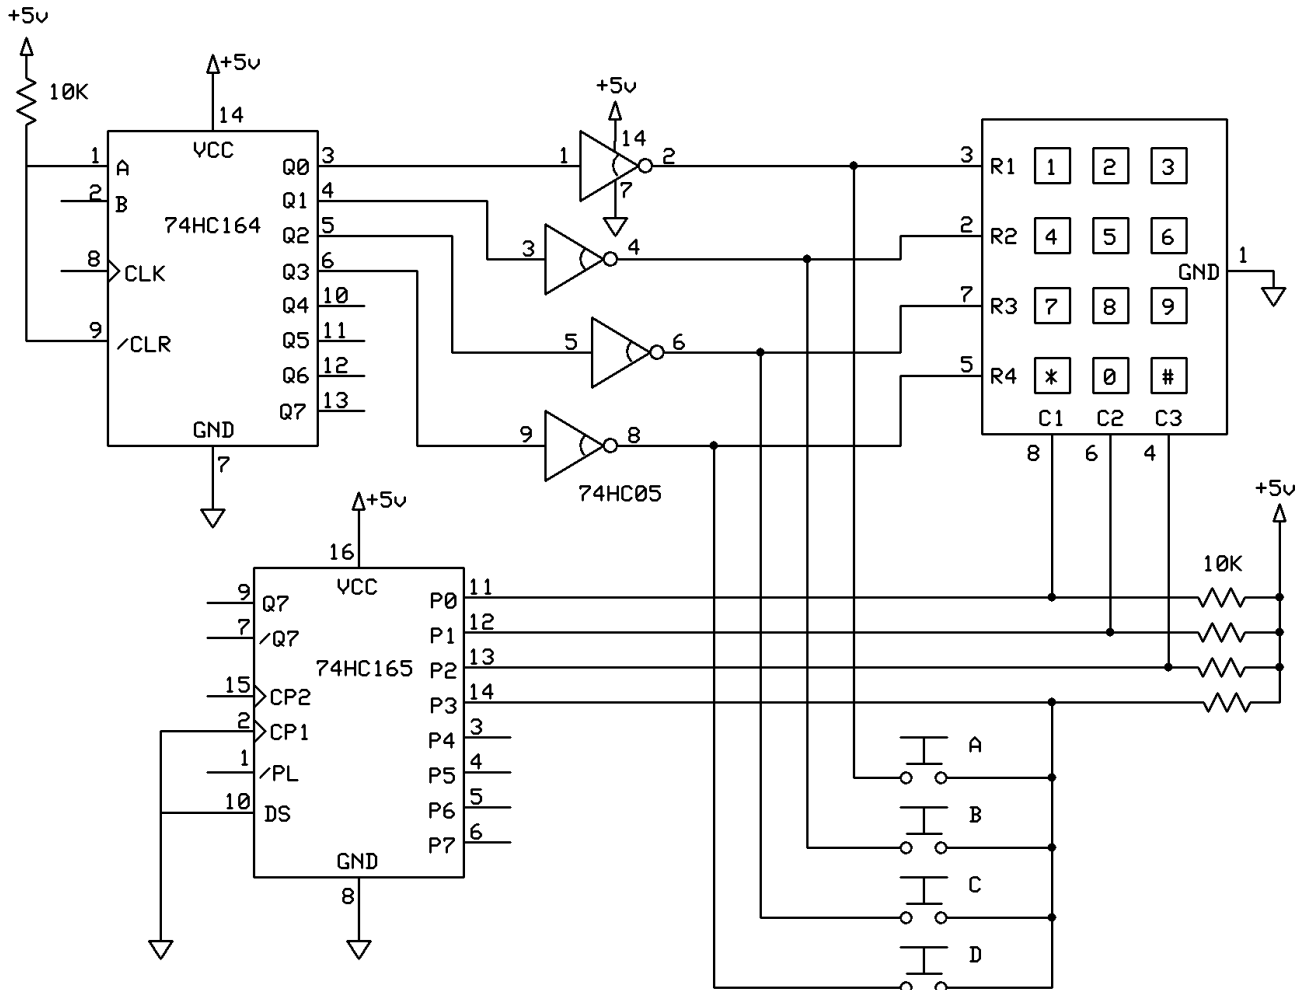 +5v
10K
+5v
14
VCC
1 A
2 B
74HC164
8 CLK
9 /CLR
Q0 3
Q1 4
Q2 5
Q3 6
Q4 10
Q5 11
Q6 12
Q7 13
GND
7
+5v
14
1 2
7
3 4
5 6
9 8
74HC05
3 R1 1 2 3
2 R2 4 5 6
GND 1
7 R3 7 8 9
5 R4 * 0 #
C1 C2 C3
8 6 4
+5v
10K
+5v
16
VCC
9 Q7
7 /Q7
74HC165
15 CP2
2 CP1
1 /PL
10 DS
P0 11
P1 12
P2 13
P3 14
P4 3
P5 4
P6 5
P7 6
GND
8
A
B
C
D